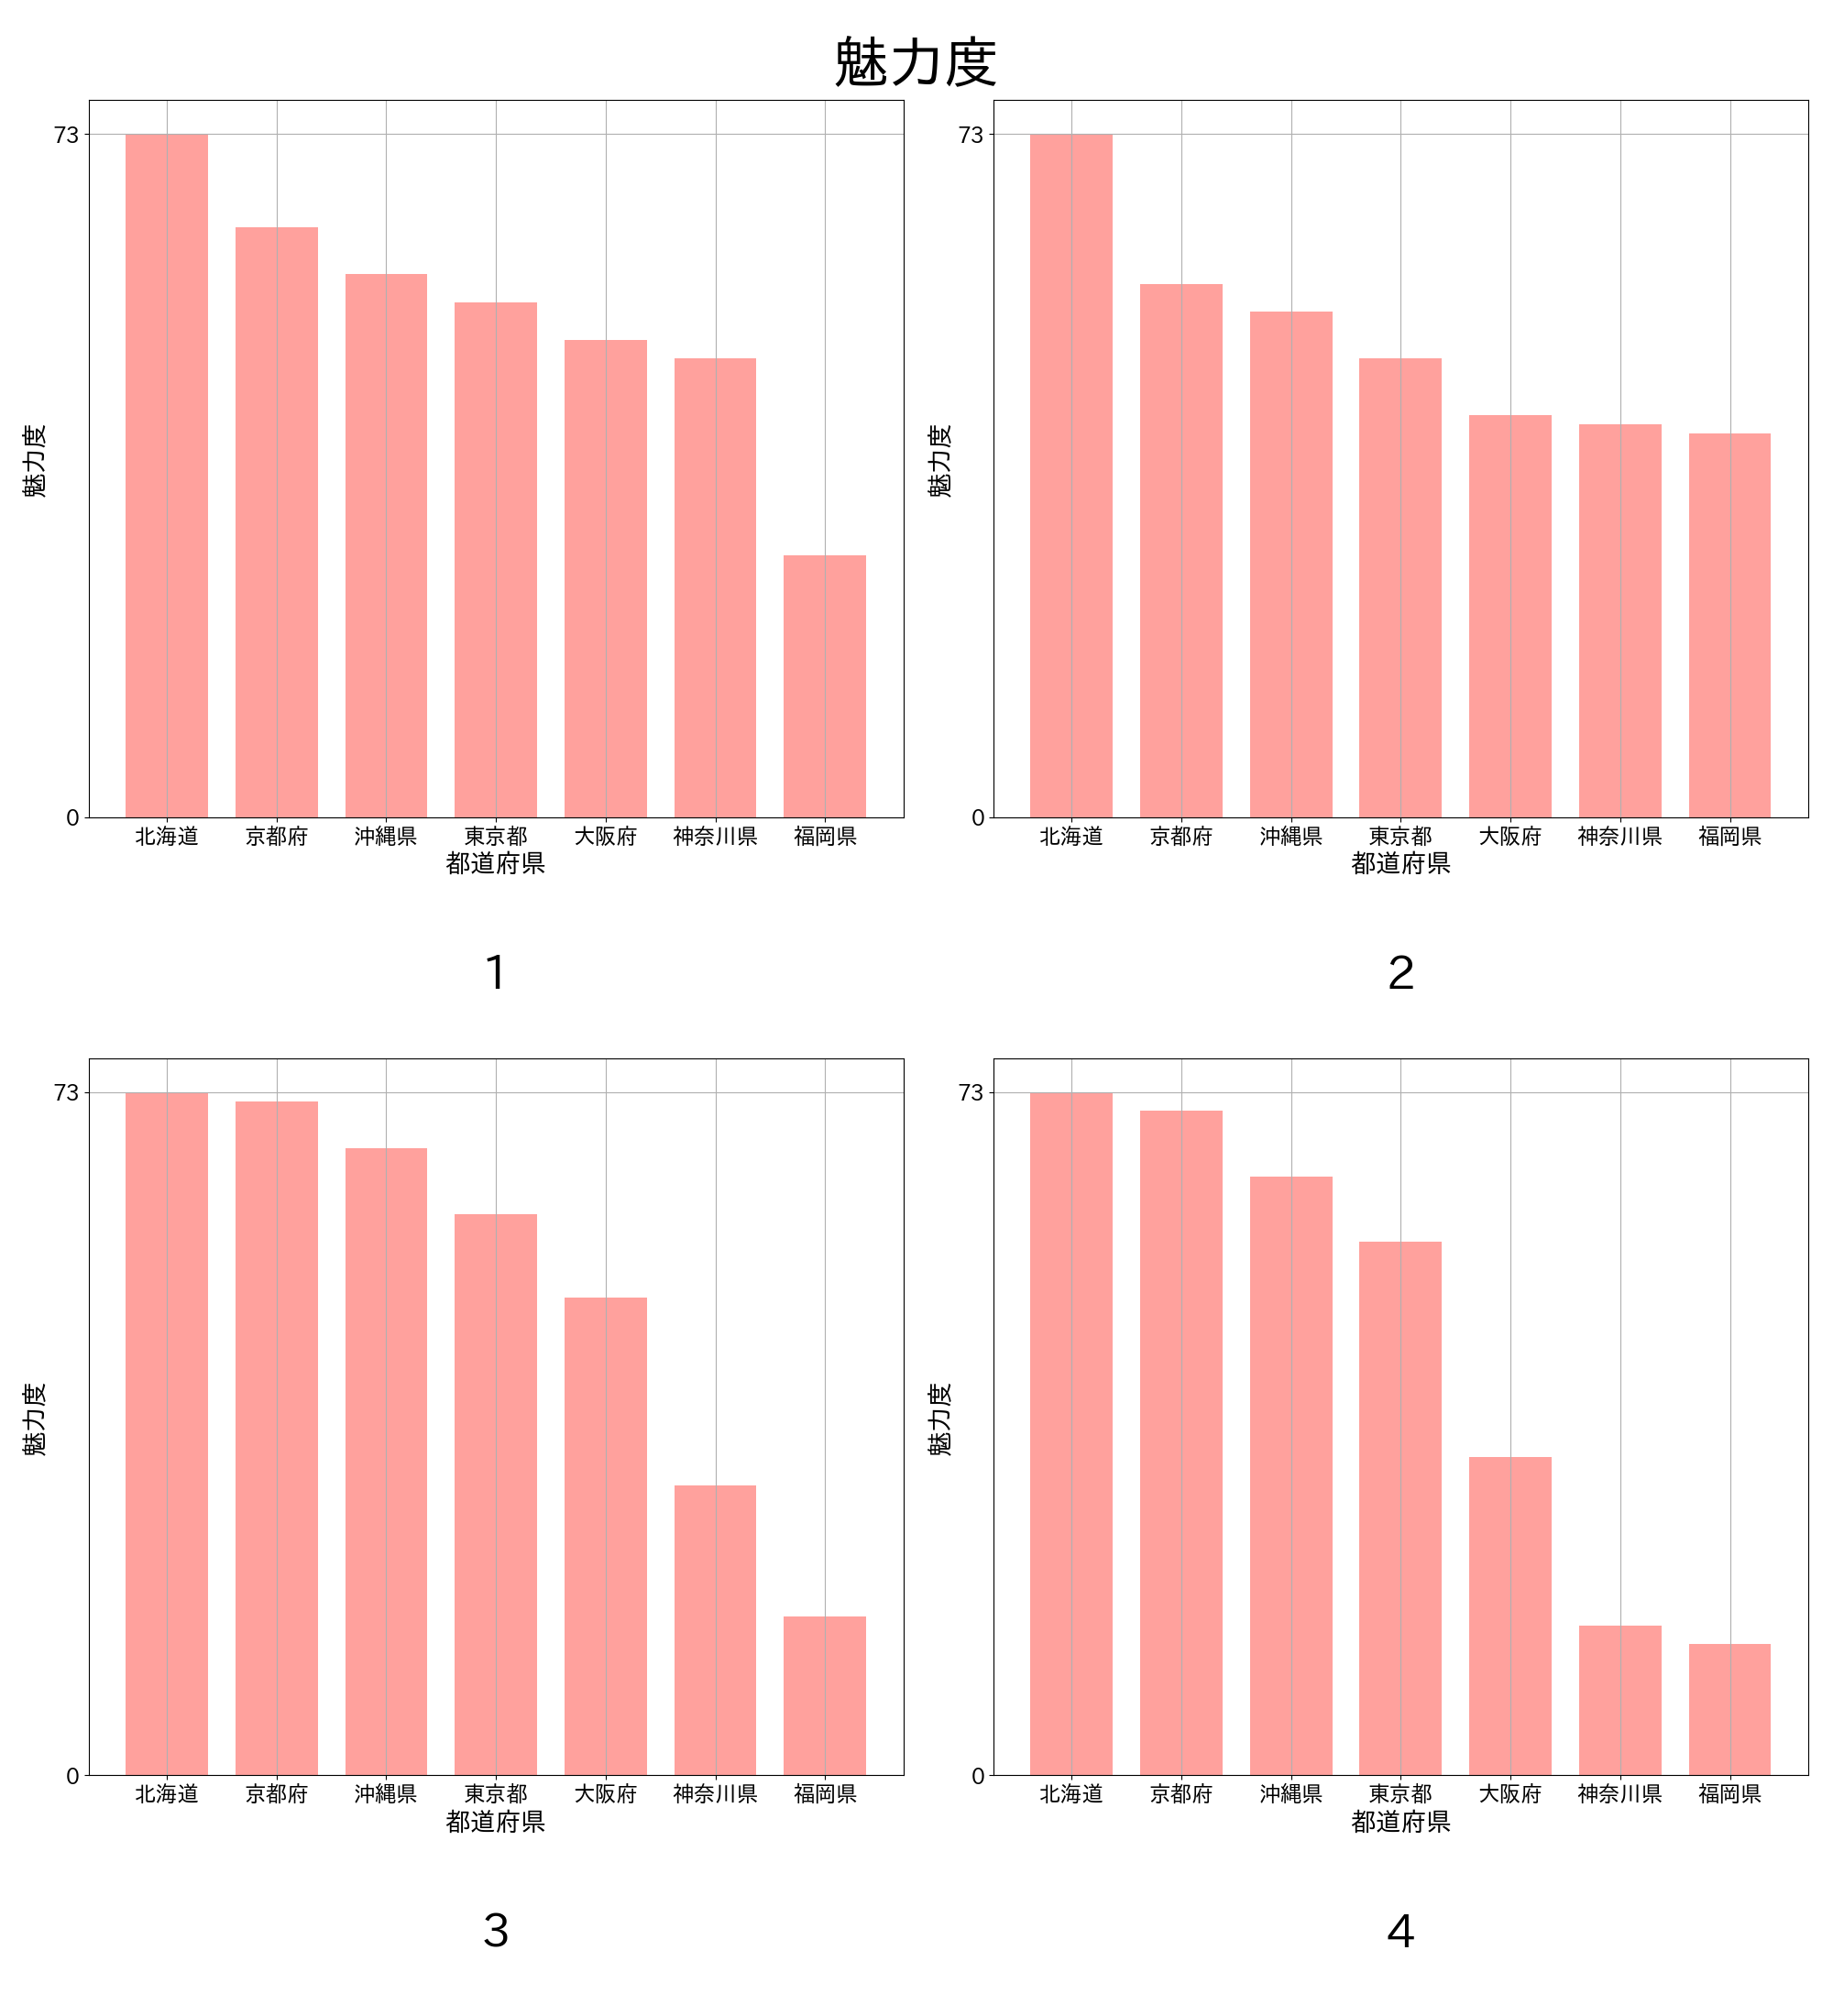 魅力度
73
73
魅力度
魅力度
0
0
北海道 京都府 沖縄県 東京都 大阪府 神奈川県 福岡県
北海道 京都府 沖縄県 東京都 大阪府 神奈川県 福岡県
都道府県
都道府県
1
2
73
73
魅力度
魅力度
0
0
北海道 京都府 沖縄県 東京都 大阪府 神奈川県 福岡県
北海道 京都府 沖縄県 東京都 大阪府 神奈川県 福岡県
都道府県
都道府県
3
4